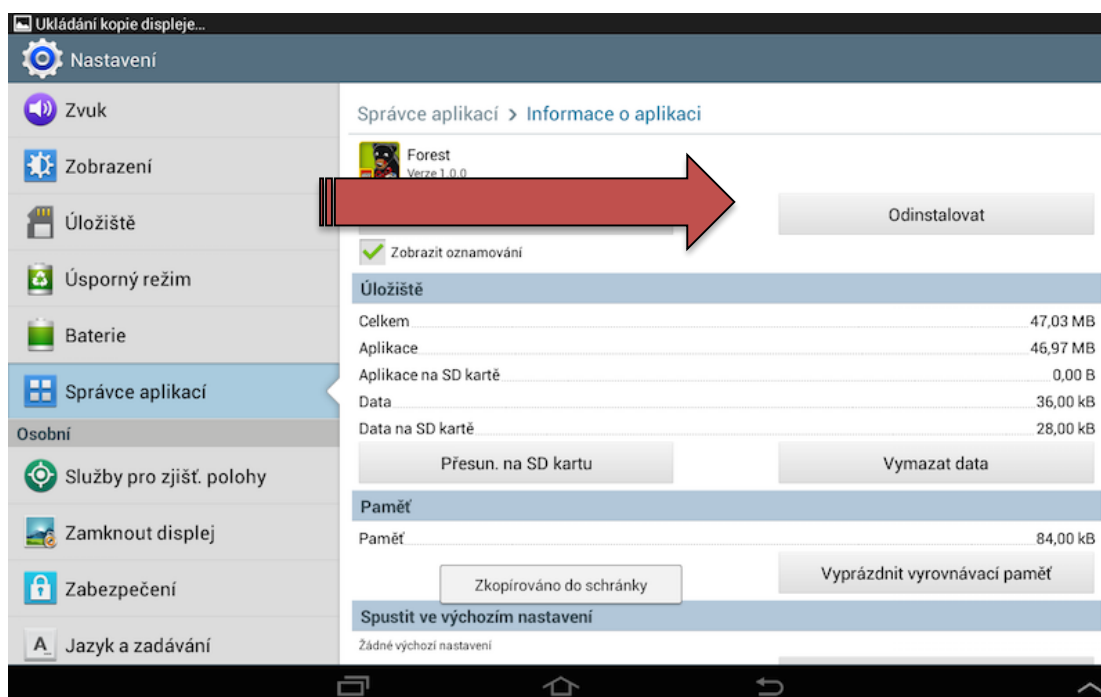 Ukládání kopie displeje...
Nastavení
Zvuk
Zobrazení
Úložiště
Úsporný režim
Baterie
Správce aplikací
Osobní
Služby pro zjišť. polohy
Zamknout displej
Zabezpečení
Jazyk a zadávání
Správce aplikací > Informace o aplikaci
Forest
Verze 1.0.0
Odinstalovat
Zobrazit oznamování
Úložiště
Celkem 47,03 MB
Aplikace 46,97 MB
Aplikace na SD kartě 0,00 B
Data 36,00 kB
Data na SD kartě 28,00 kB
Přesun. na SD kartu Vymazat data
Paměť
Paměť 84,00 kB
Vyprázdnit vyrovnávací paměť
Zkopírováno do schránky
Spustit ve výchozím nastavení
Žádné výchozí nastavení